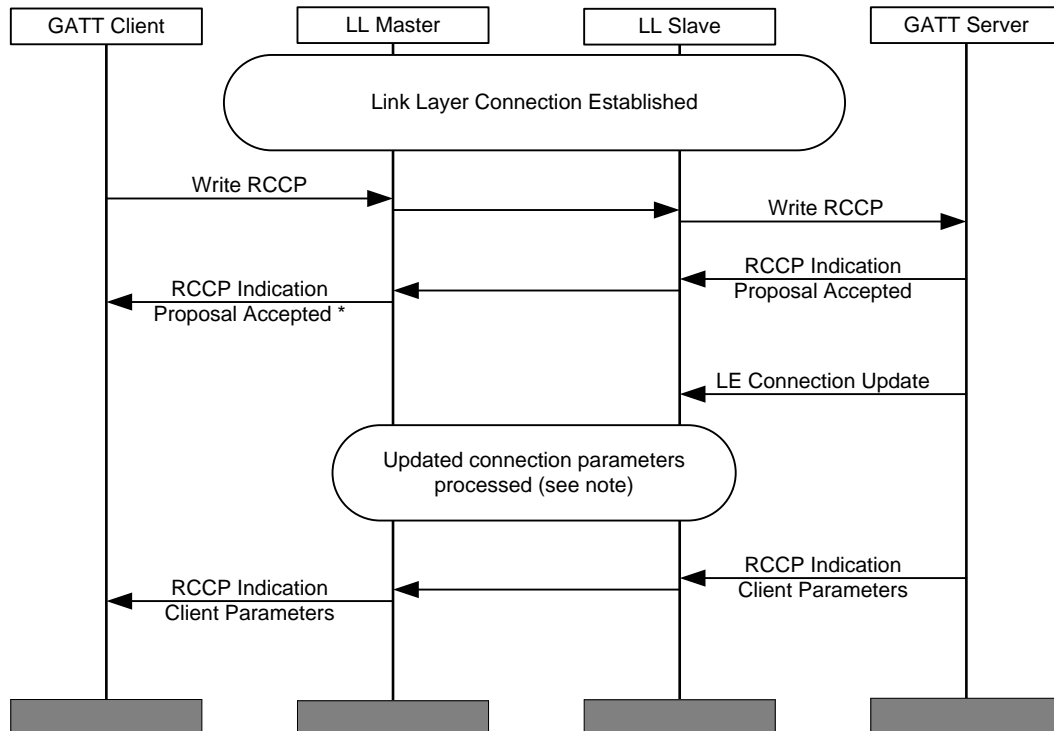 GATT Client
LL Master
LL Slave
GATT Server
Link Layer Connection Established
Write RCCP
Write RCCP
RCCP Indication
Proposal Accepted
RCCP Indication
Proposal Accepted *
LE Connection Update
Updated connection parameters
processed (see note)
RCCP Indication
Client Parameters
RCCP Indication
Client Parameters